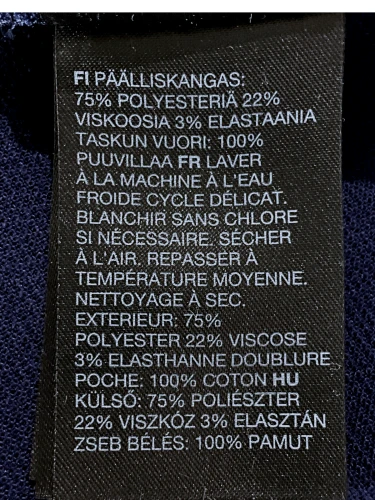 FI PÄÄLLISKANGAS:
75% POLYESTERIÄ 22%
VISKOOSIA 3% ELASTAANIA
TASKUN VUORI: 100%
PUUVILLAA FR LAVER
À LA MACHINE À L'EAU
FROIDE CYCLE DÉLICAT.
BLANCHIR SANS CHLORE
SI NÉCESSAIRE. SÉCHER
À L'AIR. REPASSER À
TEMPÉRATURE MOYENNE.
NETTOYAGE À SEC.
EXTERIEUR: 75%
POLYESTER 22% VISCOSE
3% ELASTHANNE DOUBLURE
POCHE: 100% COTON HU
KÜLSŐ: 75% POLIÉSZTER
22% VISZKÓZ 3% ELASZTÁN
ZSEB BÉLÉS: 100% PAMUT